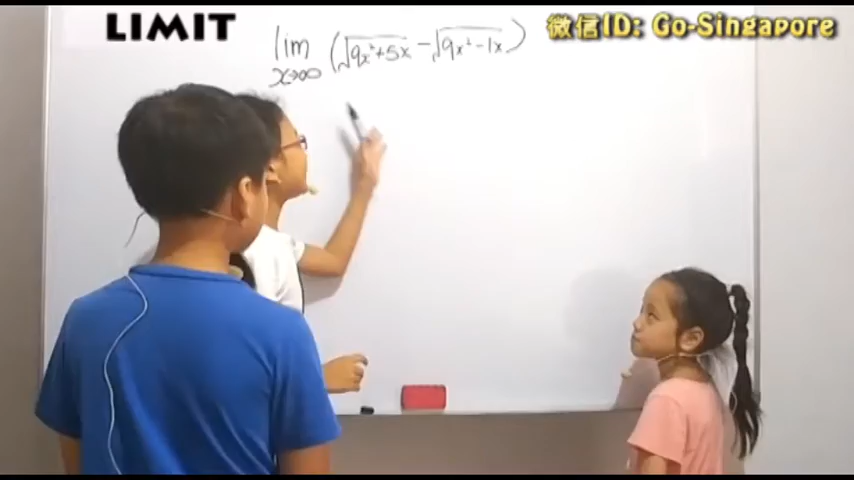 LIMIT
微信ID: Go-Singapore
lim (√9x²+5x - √9x²-1x)
x→∞